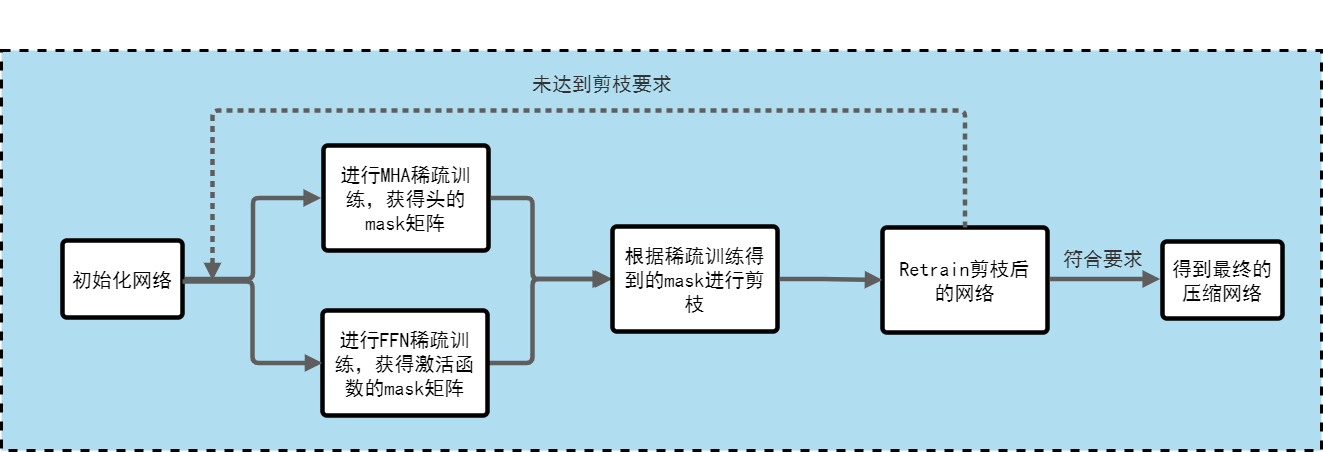 未达到剪枝要求
进行MHA稀疏训
练，获得头的
mask矩阵
初始化网络
进行FFN稀疏训
练，获得激活函
数的mask矩阵
根据稀疏训练得
到的mask进行剪
枝
Retrain剪枝后
的网络
符合要求
得到最终的
压缩网络